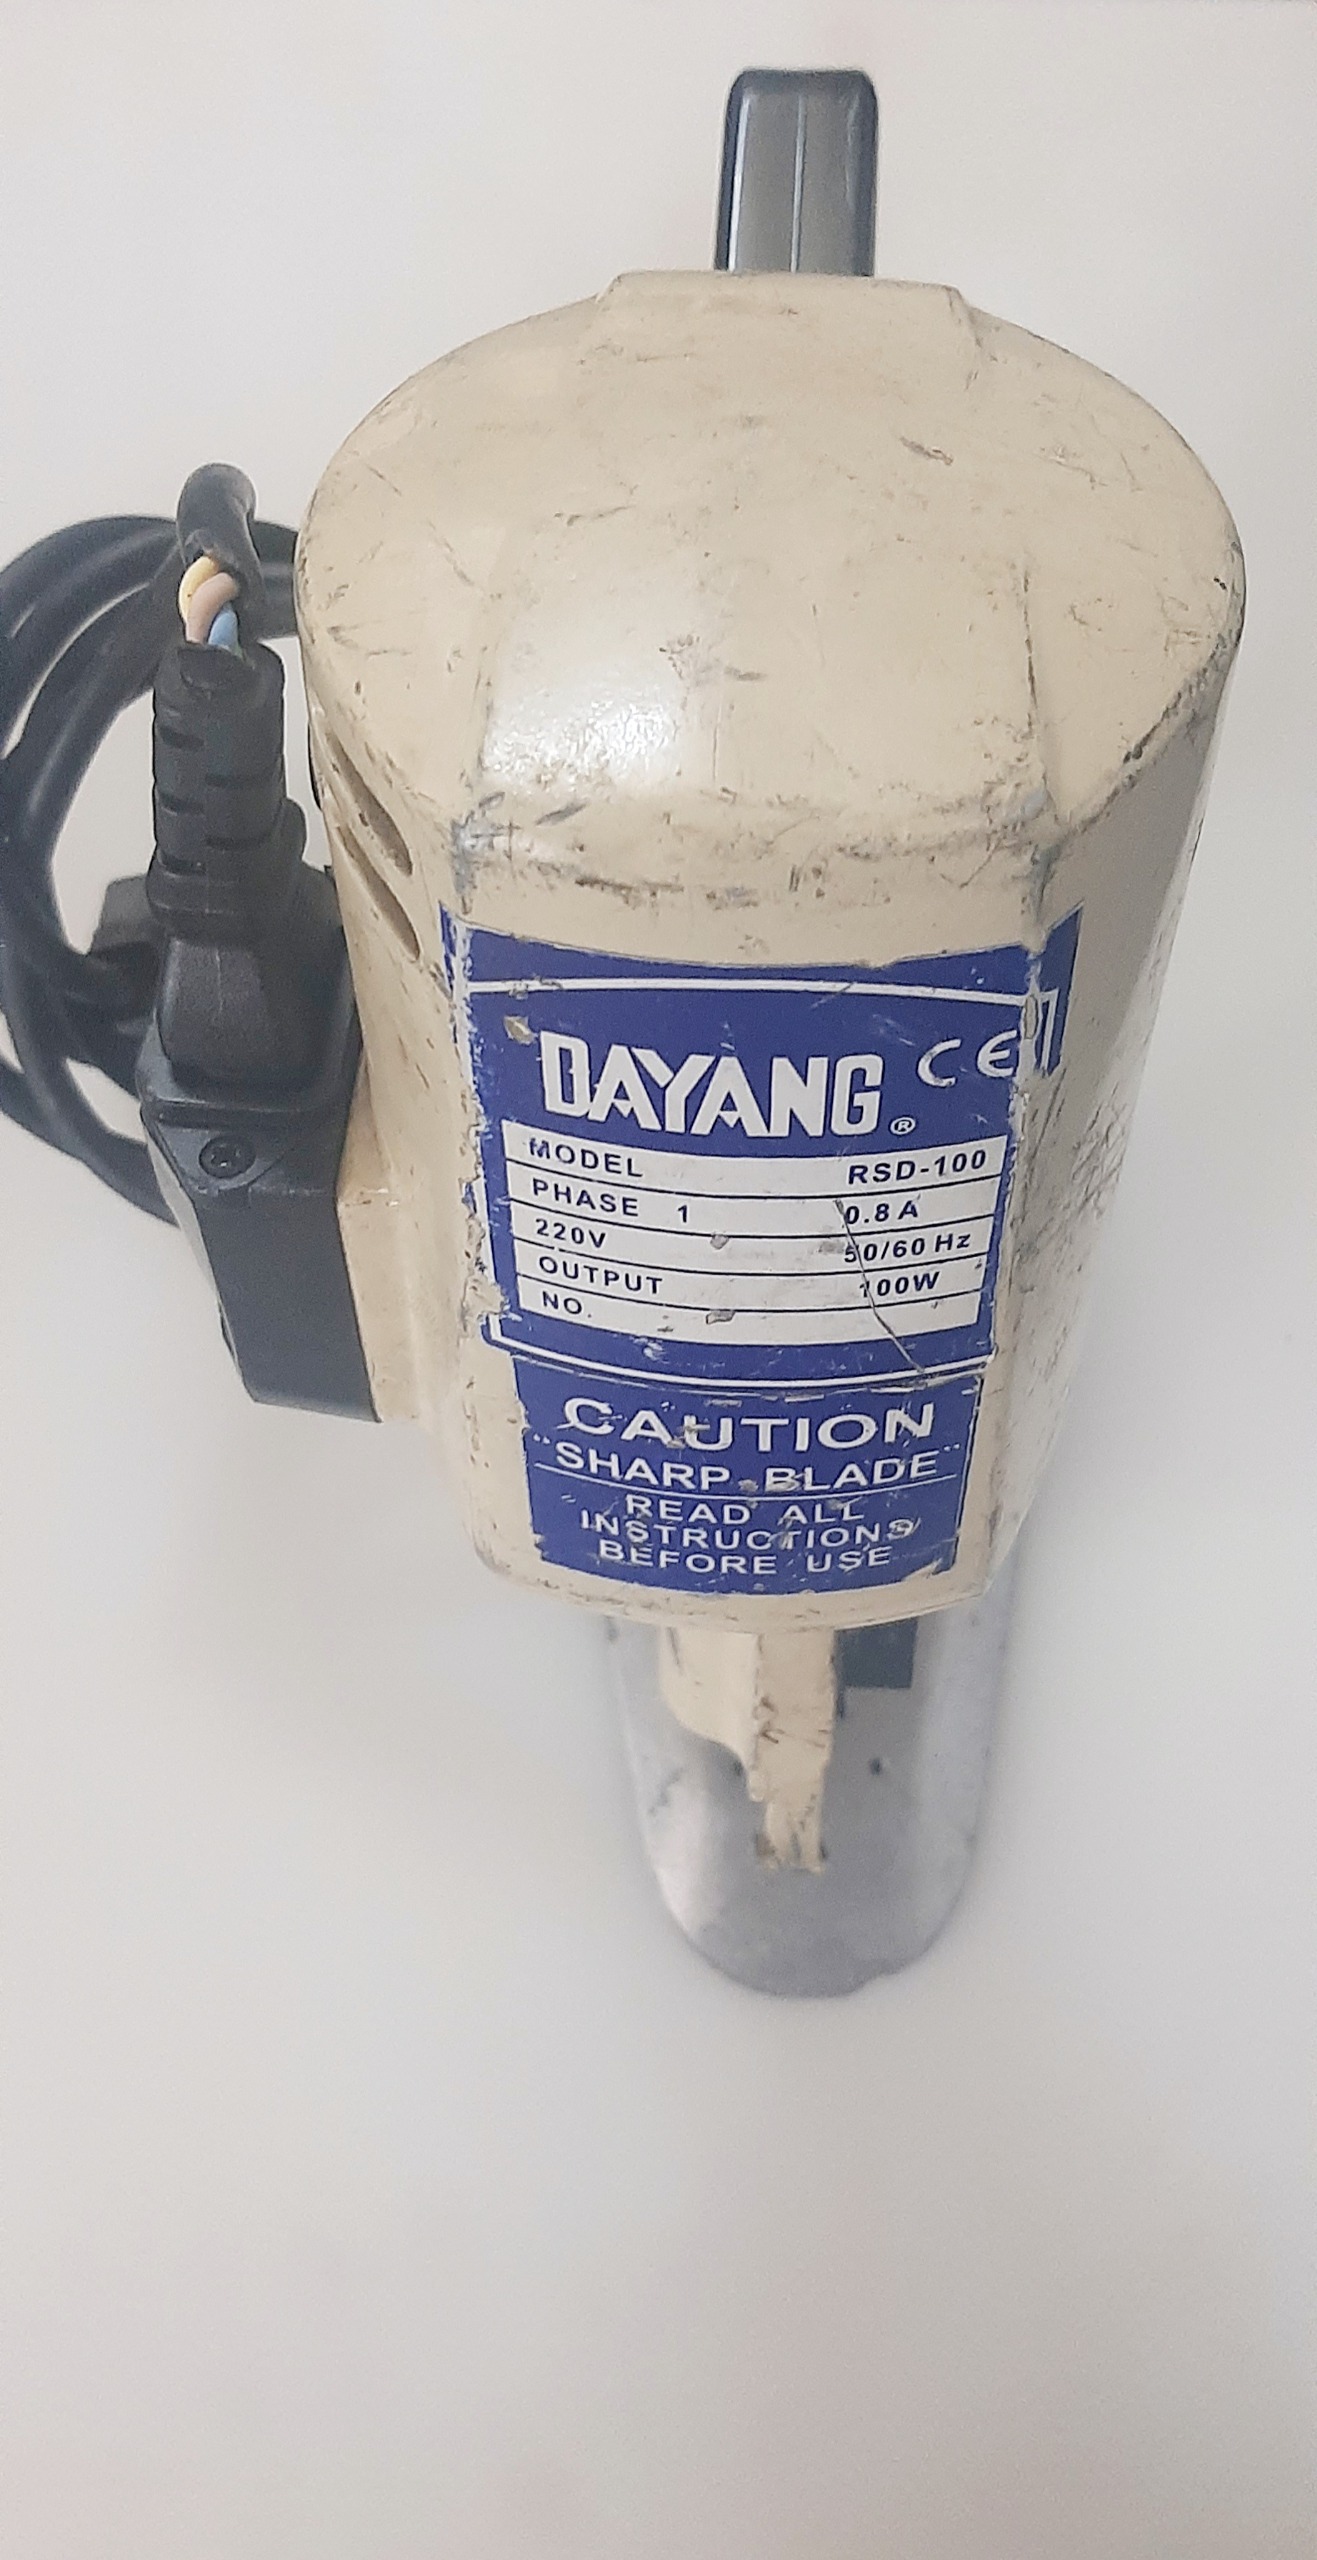 DAYANG ® CE
MODEL RSD-100
PHASE 1 0.8 A
220V 50/60 Hz
OUTPUT 100W
NO.
CAUTION
"SHARP BLADE"
READ ALL
INSTRUCTIONS
BEFORE USE